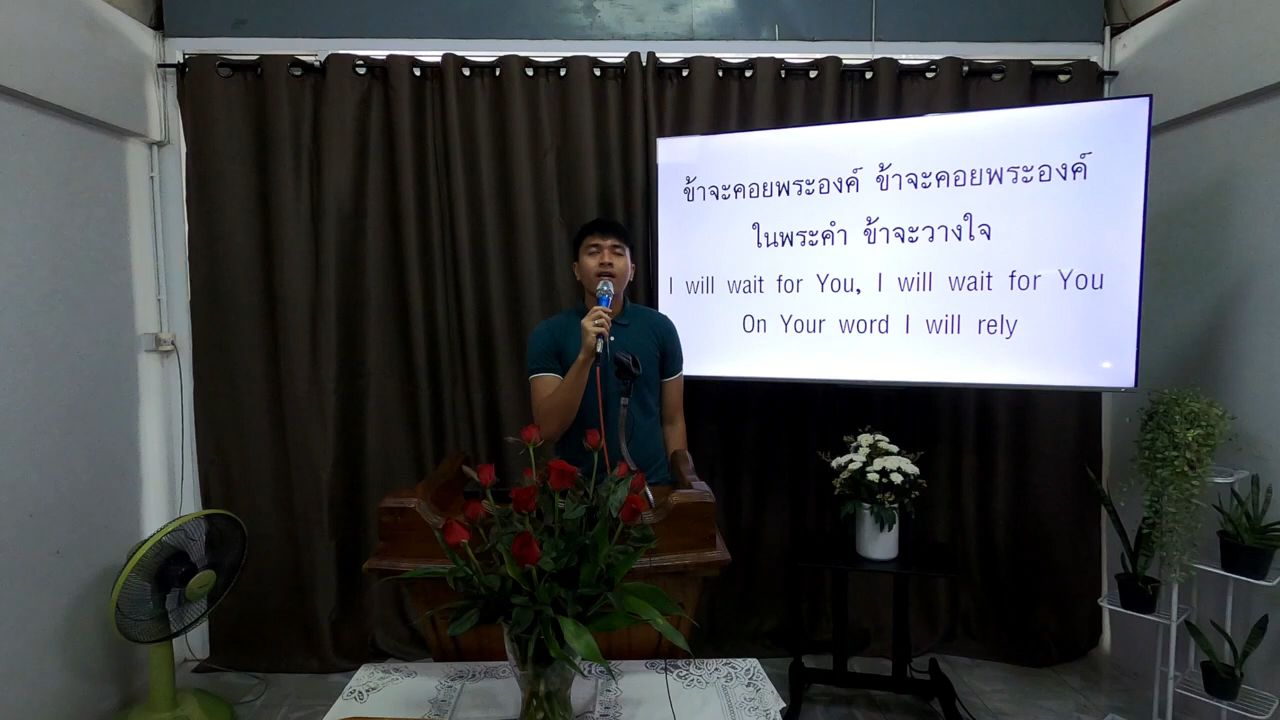 ข้าจะคอยพระองค์ ข้าจะคอยพระองค์
ในพระคำ ข้าจะวางใจ
I will wait for You, I will wait for You
On Your word I will rely